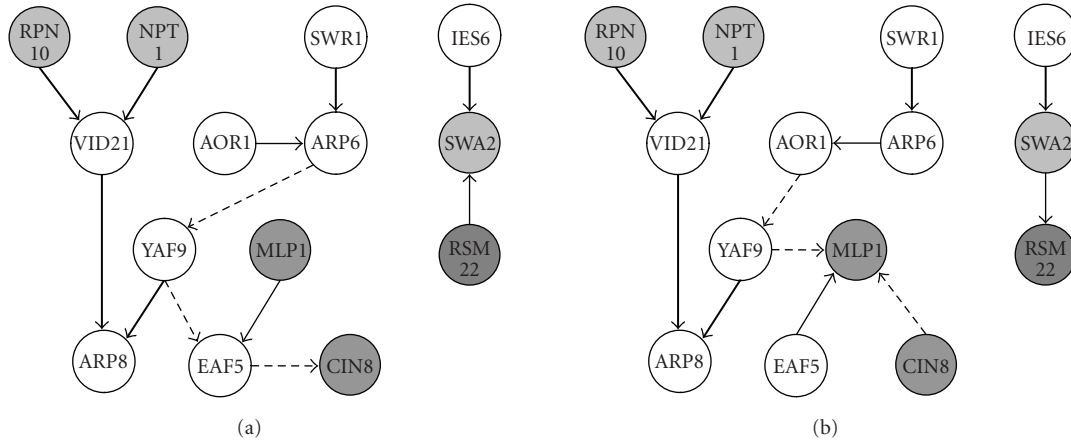 RPN
10
NPT
1
SWR1
IES6
VID21
AOR1
ARP6
SWA2
YAF9
MLP1
RSM
22
ARP8
EAF5
CIN8
(a)
RPN
10
NPT
1
SWR1
IES6
VID21
AOR1
ARP6
SWA2
YAF9
MLP1
RSM
22
ARP8
EAF5
CIN8
(b)